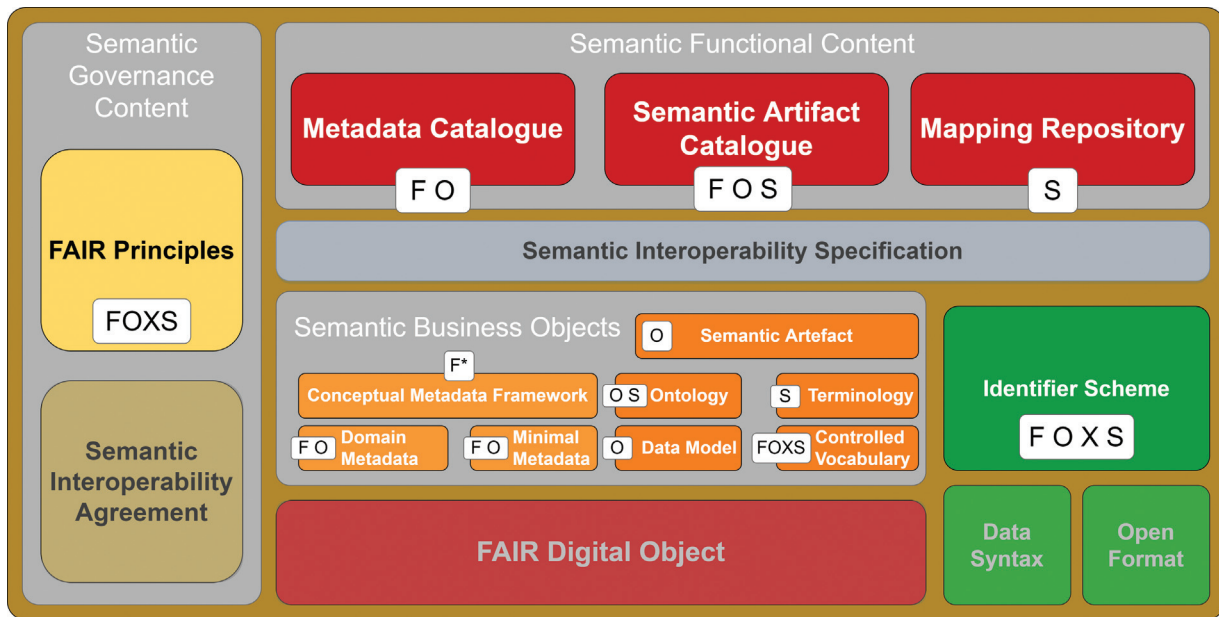 Semantic
Governance
Content
FAIR Principles
FOXS
Semantic
Interoperability
Agreement
Semantic Functional Content
Metadata Catalogue
F O
Semantic Artifact
Catalogue
F O S
Mapping Repository
S
Semantic Interoperability Specification
Semantic Business Objects
O
Semantic Artefact
F*
Conceptual Metadata Framework
O S
Ontology
S
Terminology
F O
Domain
Metadata
F O
Minimal
Metadata
O
Data Model
FOXS
Controlled
Vocabulary
Identifier Scheme
F O X S
FAIR Digital Object
Data
Syntax
Open
Format